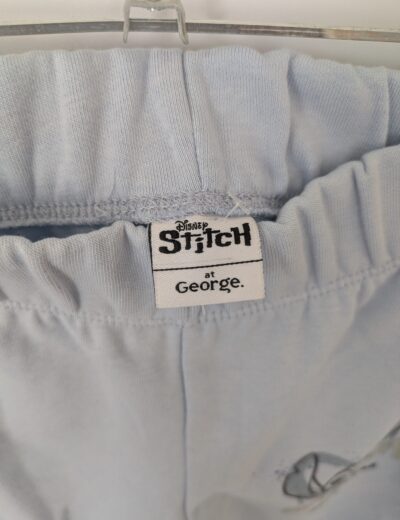 Disney
Stitch
at
George.